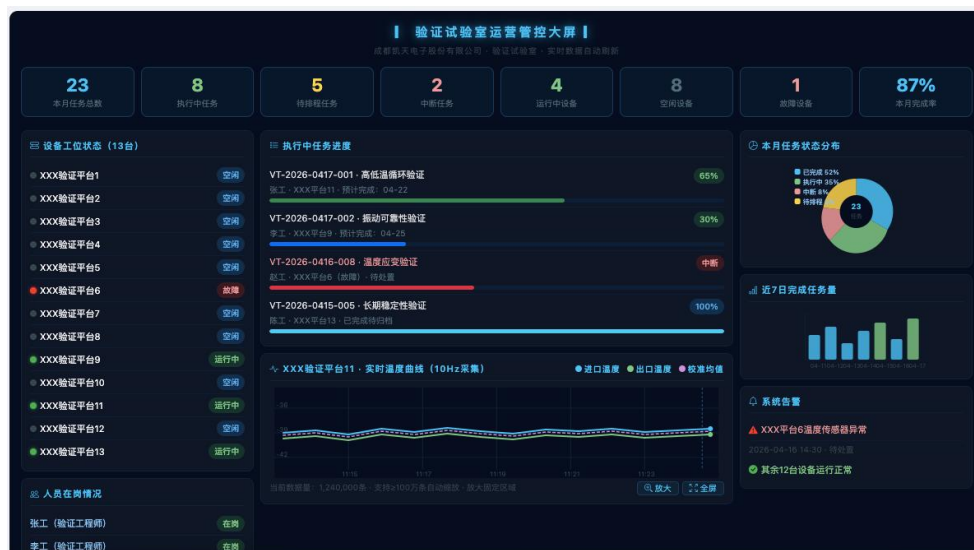 验证试验室运营管控大屏
成都凯天电子股份有限公司 · 验证试验室 · 实时数据自动刷新
23
本月任务总数
8
执行中任务
5
待排程任务
2
中断任务
4
运行中设备
8
空闲设备
1
故障设备
87%
本月完成率
设备工位状态（13台）
XXX验证平台1 空闲
XXX验证平台2 空闲
XXX验证平台3 空闲
XXX验证平台4 空闲
XXX验证平台5 空闲
XXX验证平台6 故障
XXX验证平台7 空闲
XXX验证平台8 空闲
XXX验证平台9 运行中
XXX验证平台10 空闲
XXX验证平台11 运行中
XXX验证平台12 空闲
XXX验证平台13 运行中
人员在岗情况
张工（验证工程师） 在岗
李工（验证工程师） 在岗
执行中任务进度
VT-2026-0417-001 · 高低温循环验证 65%
张工 · XXX平台11 · 预计完成：04-22
VT-2026-0417-002 · 振动可靠性验证 30%
李工 · XXX平台9 · 预计完成：04-25
VT-2026-0416-008 · 温度应变验证 中断
赵工 · XXX平台6（故障） · 待处置
VT-2026-0415-005 · 长期稳定性验证 100%
陈工 · XXX平台13 · 已完成待归档
XXX验证平台11 · 实时温度曲线（10Hz采集） 进口温度 出口温度 校准均值
-36
-39
-42
11:15 11:17 11:19 11:21 11:23
当前数据量：1,240,000条 · 支持≥100万条自动缩放 · 放大固定区域
放大 全屏
本月任务状态分布
已完成 52%
执行中 35%
中断 8%
待排程
23
任务
近7日完成任务量
系统告警
XXX平台6温度传感器异常
2026-04-16 14:30 · 待处置
其余12台设备运行正常